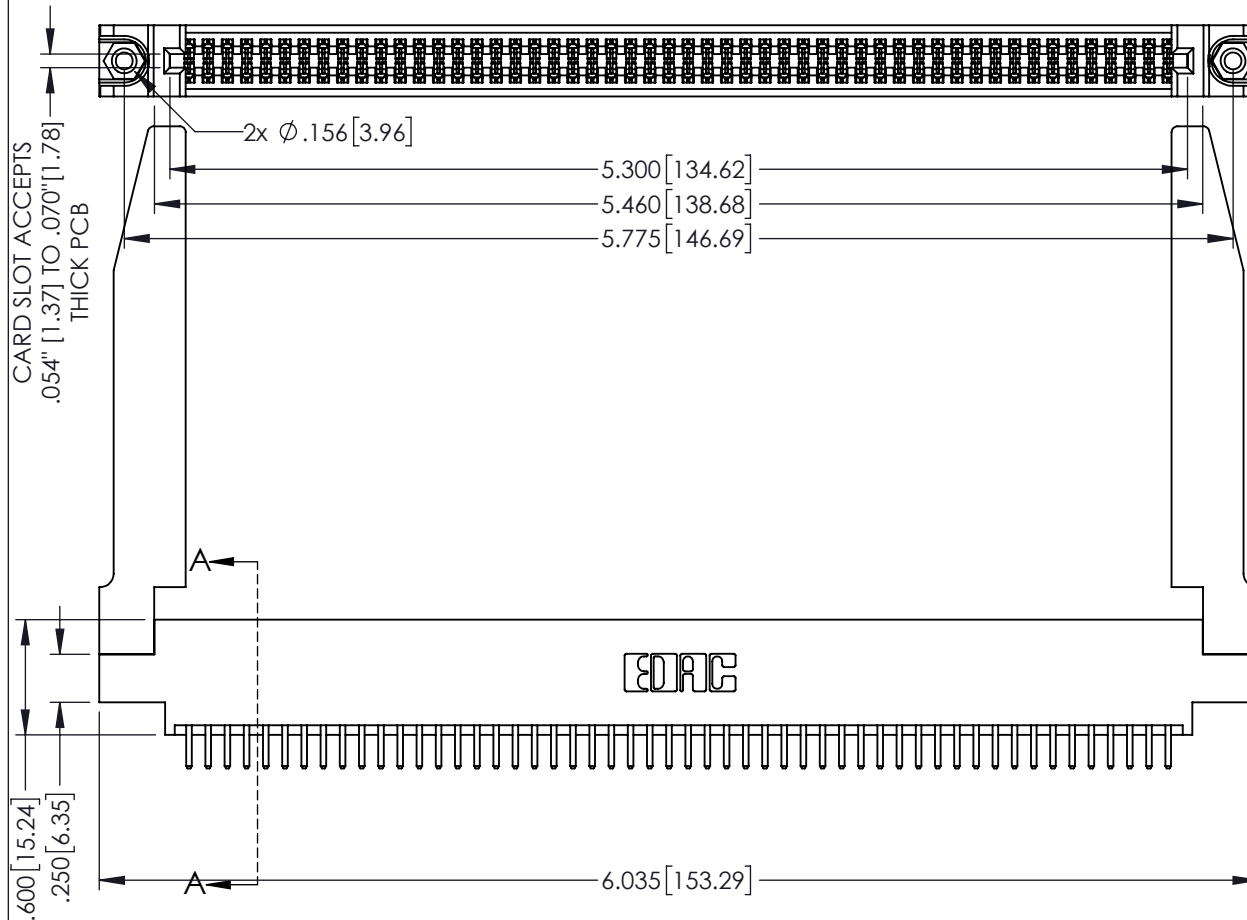 2x Ø .156[3.96]
CARD SLOT ACCEPTS
.054" [1.37] TO .070"[1.78]
THICK PCB
5.300[134.62]
5.460[138.68]
5.775[146.69]
A
EDAC
.600[15.24]
.250[6.35]
A
6.035[153.29]